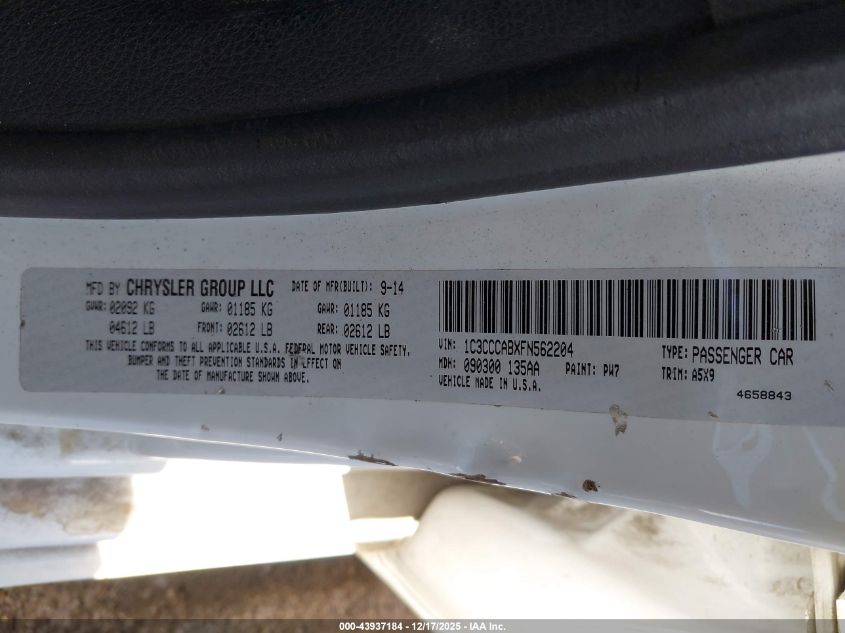 MFD BY CHRYSLER GROUP LLC DATE OF MFR(BUILT): 9-14
GVWR: 02092 KG GAWR: 01185 KG GAWR: 01185 KG
04612 LB FRONT: 02612 LB REAR: 02612 LB
THIS VEHICLE CONFORMS TO ALL APPLICABLE U.S.A. FEDERAL MOTOR VEHICLE SAFETY,
BUMPER AND THEFT PREVENTION STANDARDS IN EFFECT ON
THE DATE OF MANUFACTURE SHOWN ABOVE.
VIN: 1C3CCCABXFN562204 TYPE: PASSENGER CAR
MDH: 090300 135AA PAINT: PW7 TRIM: A5X9
VEHICLE MADE IN U.S.A.
4658843
000-43937184 - 12/17/2025 - IAA Inc.